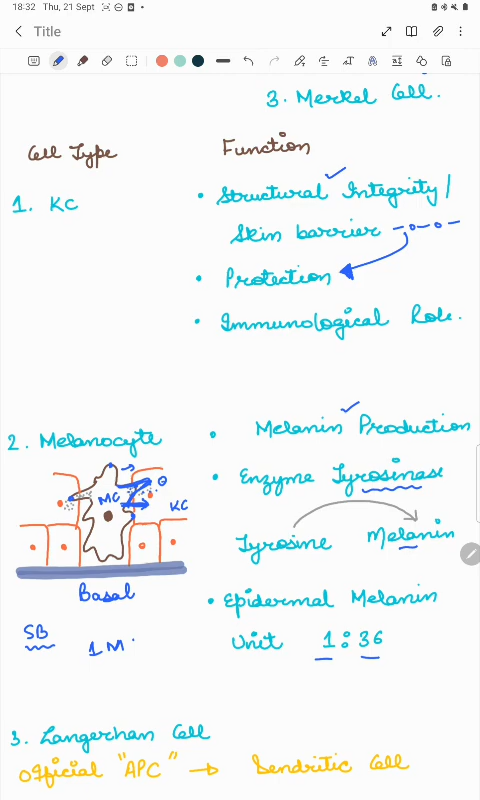 18:32 Thu, 21 Sept
Title
3. Merkel Cell.
Cell Type
Function
1. KC
• Structural Integrity/
Skin barrier
• Protection
• Immunological Role.
2. Melanocyte
• Melanin Production
• Enzyme Tyrosinase
Tyrosine Melanin
MC
KC
Basal
• Epidermal Melanin
Unit 1:36
SB
1 M
3. Langerhan Cell
Official "APC" → Dendritic Cell